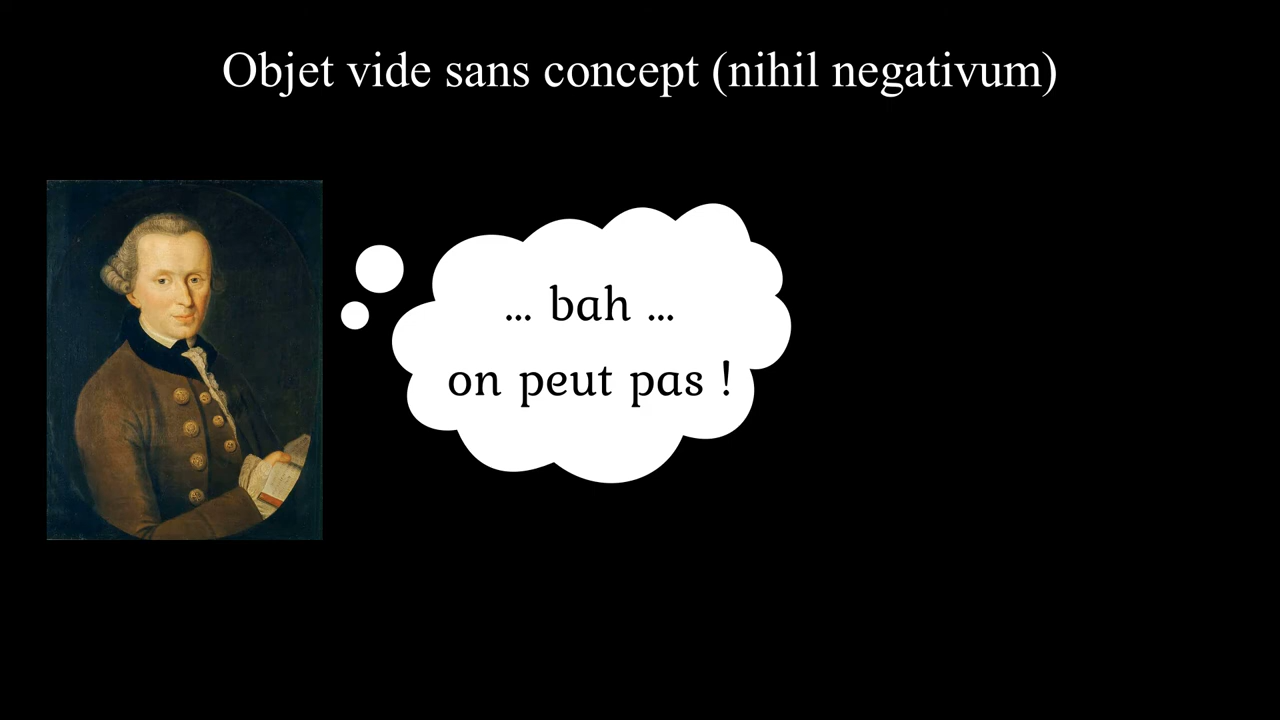 Objet vide sans concept (nihil negativum)
... bah ...
on peut pas !